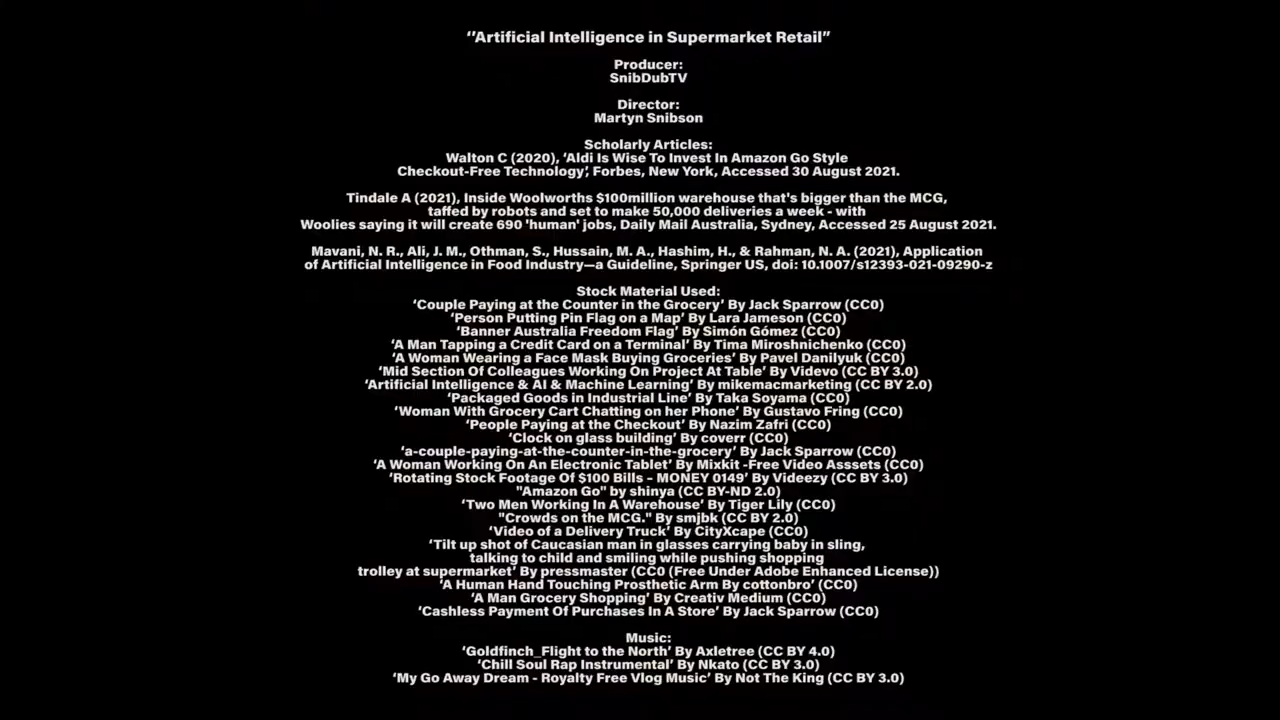 ‘’Artificial Intelligence in Supermarket Retail”
Producer:
SnibDubTV
Director:
Martyn Snibson
Scholarly Articles:
Walton C (2020), ‘Aldi Is Wise To Invest In Amazon Go Style
Checkout-Free Technology’, Forbes, New York, Accessed 30 August 2021.
Tindale A (2021), Inside Woolworths $100million warehouse that's bigger than the MCG,
taffed by robots and set to make 50,000 deliveries a week - with
Woolies saying it will create 690 'human' jobs, Daily Mail Australia, Sydney, Accessed 25 August 2021.
Mavani, N. R., Ali, J. M., Othman, S., Hussain, M. A., Hashim, H., & Rahman, N. A. (2021), Application
of Artificial Intelligence in Food Industry—a Guideline, Springer US, doi: 10.1007/s12393-021-09290-z
Stock Material Used:
‘Couple Paying at the Counter in the Grocery’ By Jack Sparrow (CC0)
‘Person Putting Pin Flag on a Map’ By Lara Jameson (CC0)
‘Banner Australia Freedom Flag’ By Simón Gómez (CC0)
‘A Man Tapping a Credit Card on a Terminal’ By Tima Miroshnichenko (CC0)
‘A Woman Wearing a Face Mask Buying Groceries’ By Pavel Danilyuk (CC0)
‘Mid Section Of Colleagues Working On Project At Table’ By Videvo (CC BY 3.0)
‘Artificial Intelligence & AI & Machine Learning’ By mikemacmarketing (CC BY 2.0)
‘Packaged Goods in Industrial Line’ By Taka Soyama (CC0)
‘Woman With Grocery Cart Chatting on her Phone’ By Gustavo Fring (CC0)
‘People Paying at the Checkout’ By Nazim Zafri (CC0)
‘Clock on glass building’ By coverr (CC0)
‘a-couple-paying-at-the-counter-in-the-grocery’ By Jack Sparrow (CC0)
‘A Woman Working On An Electronic Tablet’ By Mixkit -Free Video Asssets (CC0)
‘Rotating Stock Footage Of $100 Bills - MONEY 0149’ By Videezy (CC BY 3.0)
"Amazon Go" by shinya (CC BY-ND 2.0)
‘Two Men Working In A Warehouse’ By Tiger Lily (CC0)
"Crowds on the MCG." By smjbk (CC BY 2.0)
‘Video of a Delivery Truck’ By CityXcape (CC0)
‘Tilt up shot of Caucasian man in glasses carrying baby in sling,
talking to child and smiling while pushing shopping
trolley at supermarket’ By pressmaster (CC0 (Free Under Adobe Enhanced License))
‘A Human Hand Touching Prosthetic Arm By cottonbro’ (CC0)
‘A Man Grocery Shopping’ By Creativ Medium (CC0)
‘Cashless Payment Of Purchases In A Store’ By Jack Sparrow (CC0)
Music:
‘Goldfinch_Flight to the North’ By Axletree (CC BY 4.0)
‘Chill Soul Rap Instrumental’ By Nkato (CC BY 3.0)
‘My Go Away Dream - Royalty Free Vlog Music’ By Not The King (CC BY 3.0)